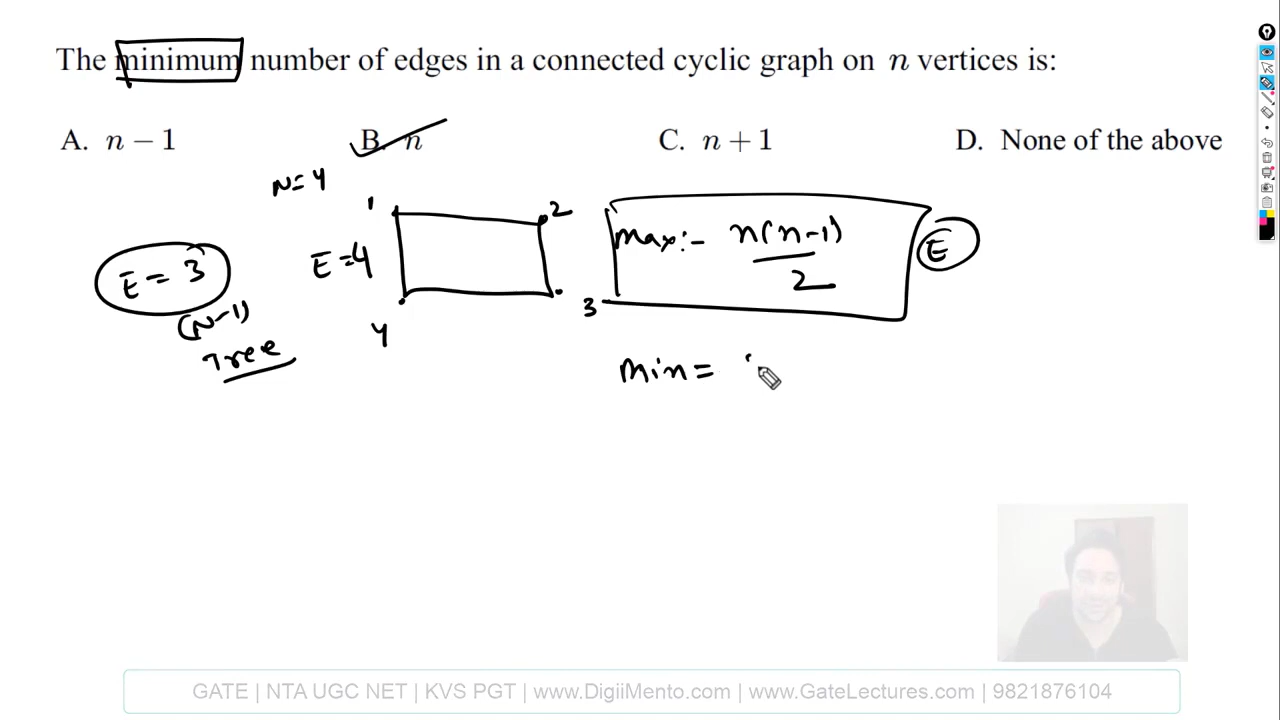 The minimum number of edges in a connected cyclic graph on n vertices is:
A. n − 1 B. n C. n + 1 D. None of the above
N=4
1 2
E=3 E=4 max:- n(n-1)/2 E
(N-1) 4 3
Tree
min=
GATE | NTA UGC NET | KVS PGT | www.DigiiMento.com | www.GateLectures.com | 9821876104